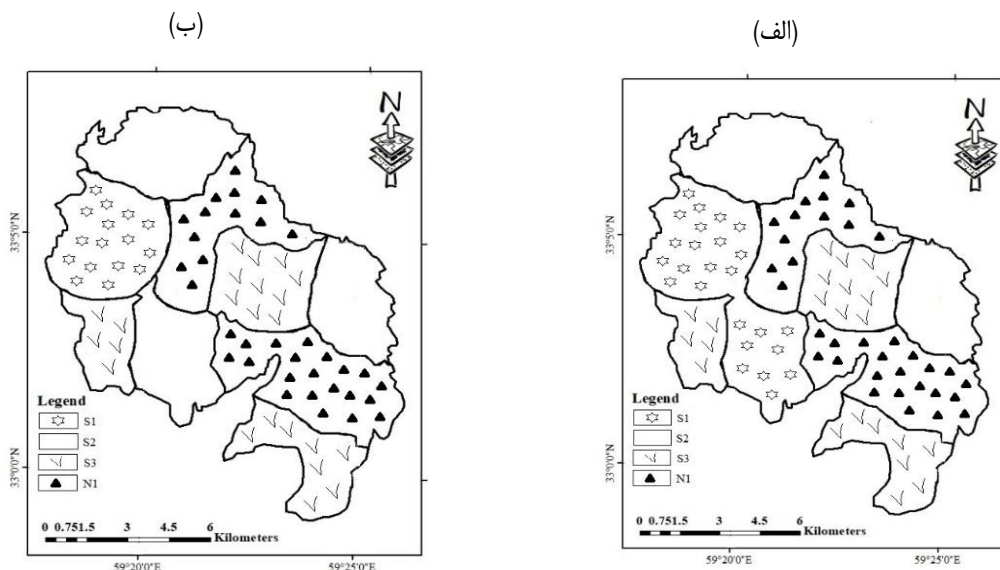 (الف)
N
33°5'0"N
33°0'0"N
Legend
S1
S2
S3
N1
0 0.751.5 3 4.5 6
Kilometers
59°20'0"E
59°25'0"E
(ب)
N
33°5'0"N
33°0'0"N
Legend
S1
S2
S3
N1
0 0.751.5 3 4.5 6
Kilometers
59°20'0"E
59°25'0"E